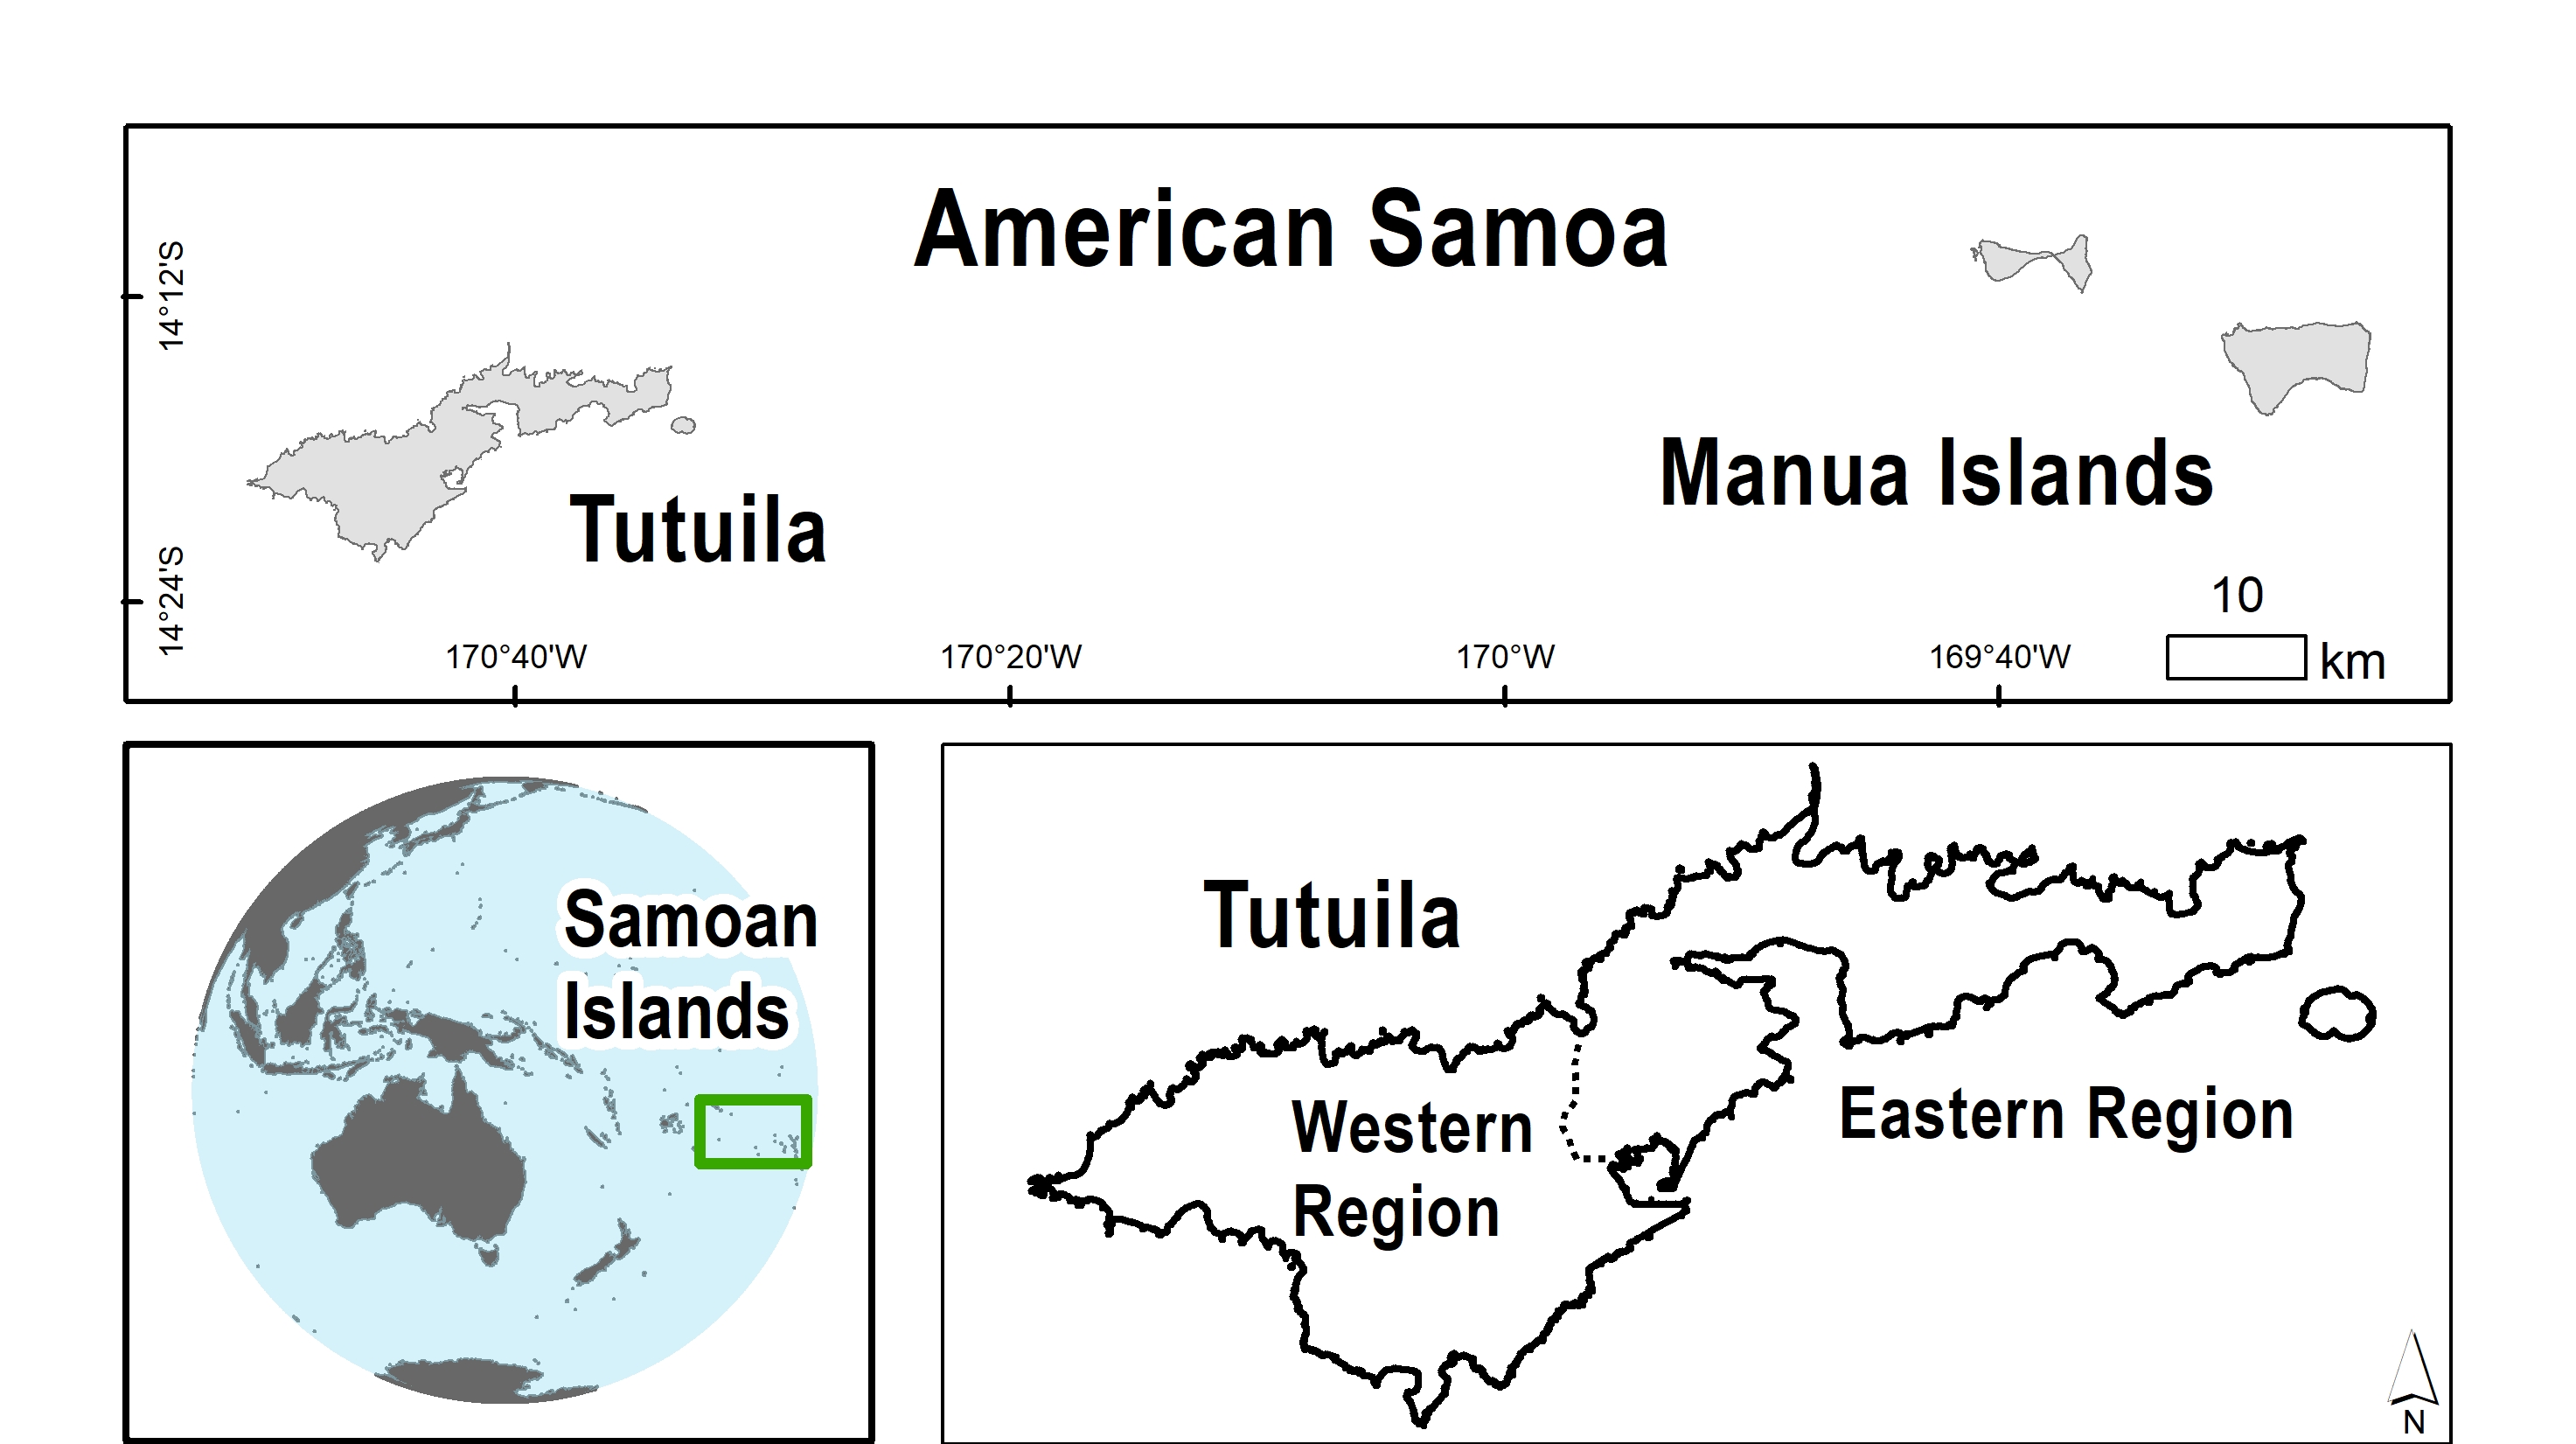 American Samoa
14°12'S
Manua Islands
Tutuila
14°24'S
10
km
170°40'W
170°20'W
170°W
169°40'W
Samoan
Islands
Tutuila
Western
Region
Eastern Region
N